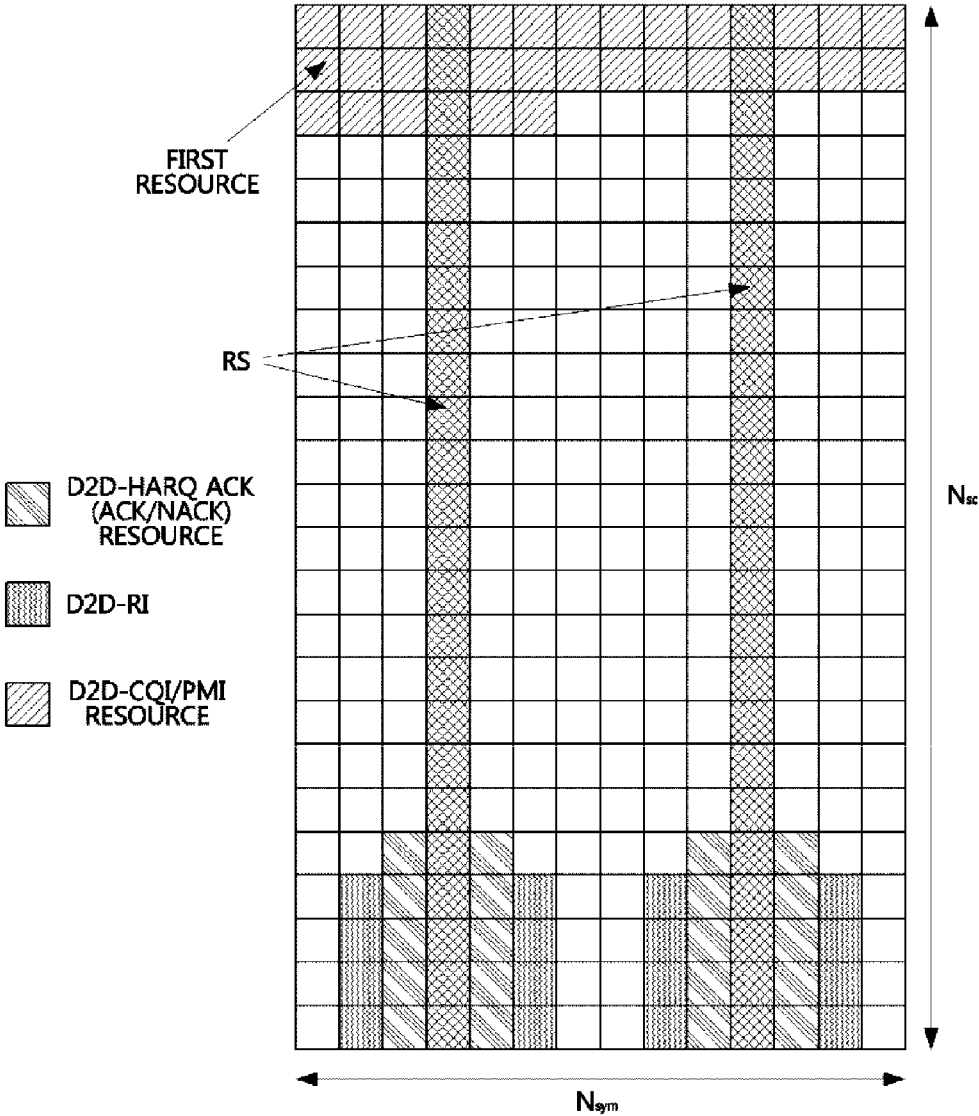 FIRST
RESOURCE
RS
D2D-HARQ ACK
(ACK/NACK)
RESOURCE
D2D-RI
D2D-CQI/PMI
RESOURCE
Nsc
Nsym